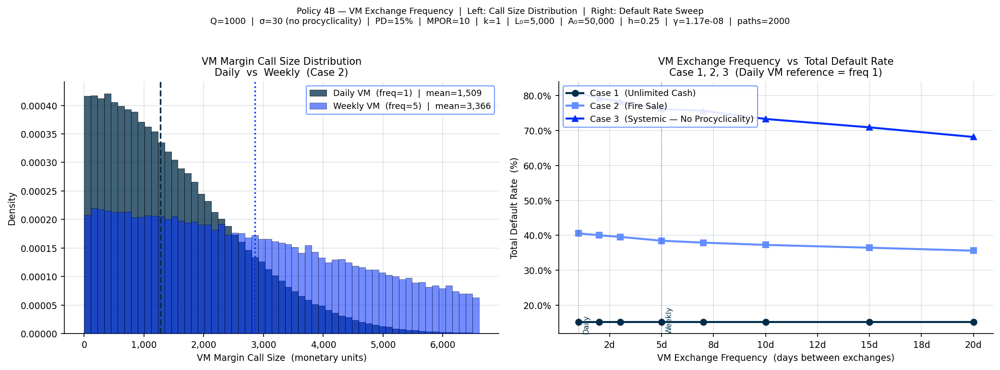 Policy 4B — VM Exchange Frequency | Left: Call Size Distribution | Right: Default Rate Sweep
Q=1000 | σ=30 (no procyclicality) | PD=15% | MPOR=10 | k=1 | L₀=5,000 | A₀=50,000 | h=0.25 | γ=1.17e-08 | paths=2000
VM Margin Call Size Distribution
Daily vs Weekly (Case 2)
Daily VM (freq=1) | mean=1,509
Weekly VM (freq=5) | mean=3,366
Density
0.00040
0.00035
0.00030
0.00025
0.00020
0.00015
0.00010
0.00005
0.00000
0 1,000 2,000 3,000 4,000 5,000 6,000
VM Margin Call Size (monetary units)
VM Exchange Frequency vs Total Default Rate
Case 1, 2, 3 (Daily VM reference = freq 1)
Case 1 (Unlimited Cash)
Case 2 (Fire Sale)
Case 3 (Systemic — No Procyclicality)
Total Default Rate (%)
80.0%
70.0%
60.0%
50.0%
40.0%
30.0%
20.0%
Daily
Weekly
2d 5d 8d 10d 12d 15d 18d 20d
VM Exchange Frequency (days between exchanges)